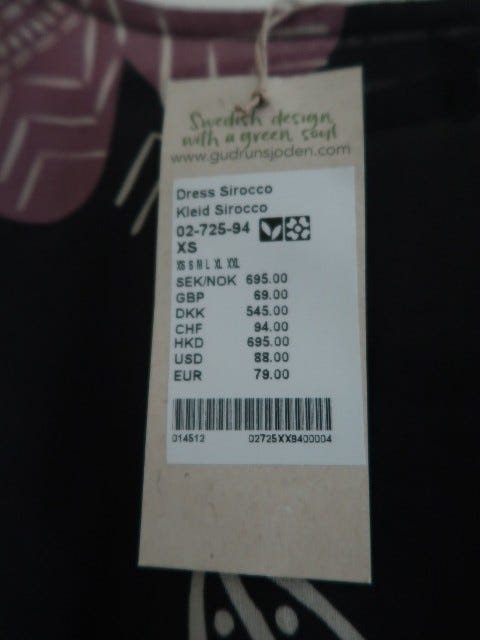 Swedish design
with a green soul
www.gudrunsjoden.com
Dress Sirocco
Kleid Sirocco
02-725-94
XS
XS S M L XL XXL
SEK/NOK 695.00
GBP 69.00
DKK 545.00
CHF 94.00
HKD 695.00
USD 88.00
EUR 79.00
014512 02725XX9400004